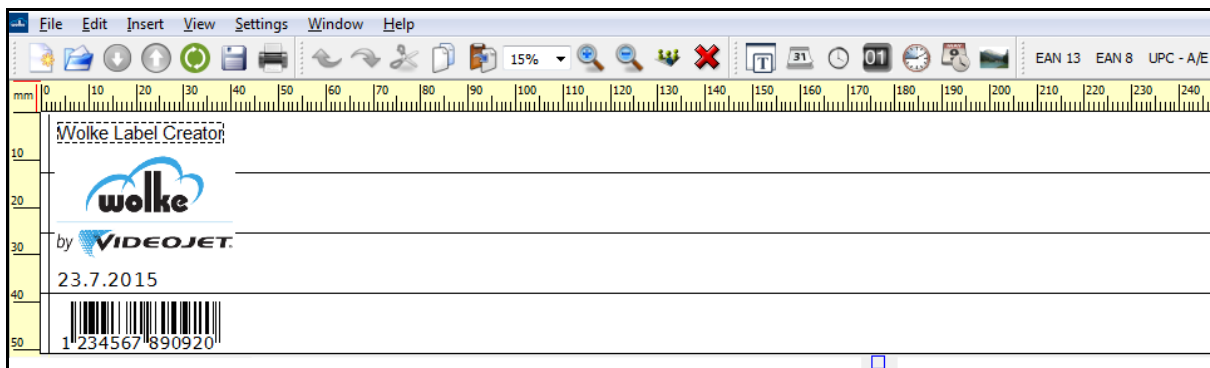 File Edit Insert View Settings Window Help
15% T 31 01 EAN 13 EAN 8 UPC - A/E
mm 0 10 20 30 40 50 60 70 80 90 100 110 120 130 140 150 160 170 180 190 200 210 220 230 240
Wolke Label Creator
10
wolke
20
by VIDEOJET.
30
23.7.2015
40
1 234567 890920
50